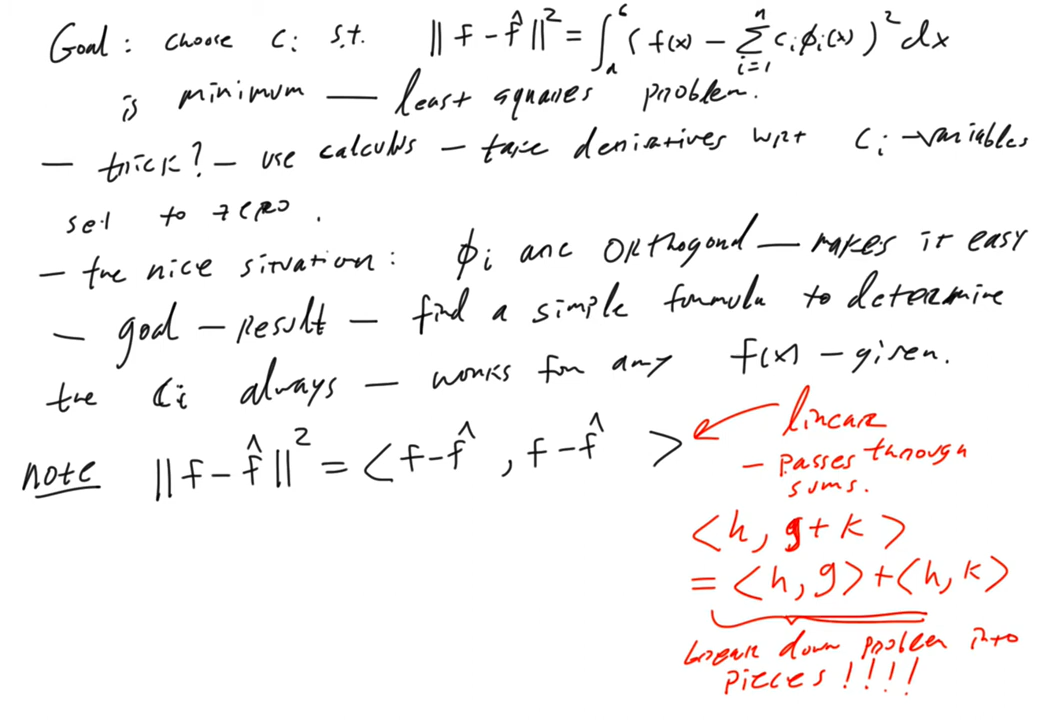 Goal: choose Ci s.t. ||f - f̂||² = ∫ₐᵇ (f(x) - Σᵢ₌₁ⁿ cᵢϕᵢ(x))² dx
is minimum — least squares problem.
- trick? - use calculus - take derivatives wrt Ci - variables
set to zero.
- the nice situation: ϕi are orthogonal - makes it easy
- goal - result - find a simple formula to determine
the Ci always - works for any f(x) - given.
note ||f - f̂||² = <f-f̂, f-f̂>
linear
- passes through
sums.
<h, g+k>
= <h,g>+<h,k>
break down problem into
pieces!!!!